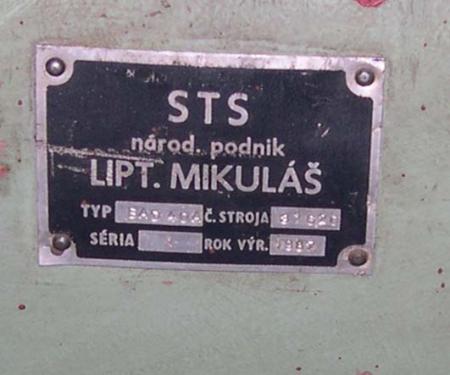 STS
národ. podnik
LIPT. MIKULÁŠ
TYP Č. STROJA
SÉRIA ROK VÝR.